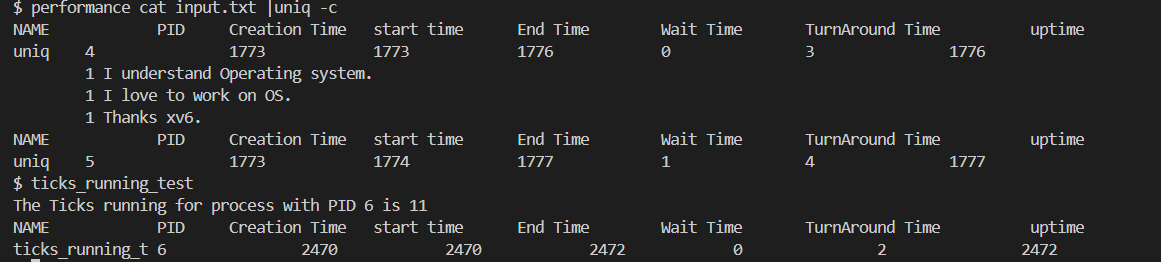 $ performance cat input.txt |uniq -c
NAME PID Creation Time start time End Time Wait Time TurnAround Time uptime
uniq 4 1773 1773 1776 0 3 1776
1 I understand Operating system.
1 I love to work on OS.
1 Thanks xv6.
NAME PID Creation Time start time End Time Wait Time TurnAround Time uptime
uniq 5 1773 1774 1777 1 4 1777
$ ticks_running_test
The Ticks running for process with PID 6 is 11
NAME PID Creation Time start time End Time Wait Time TurnAround Time uptime
ticks_running_t 6 2470 2470 2472 0 2 2472